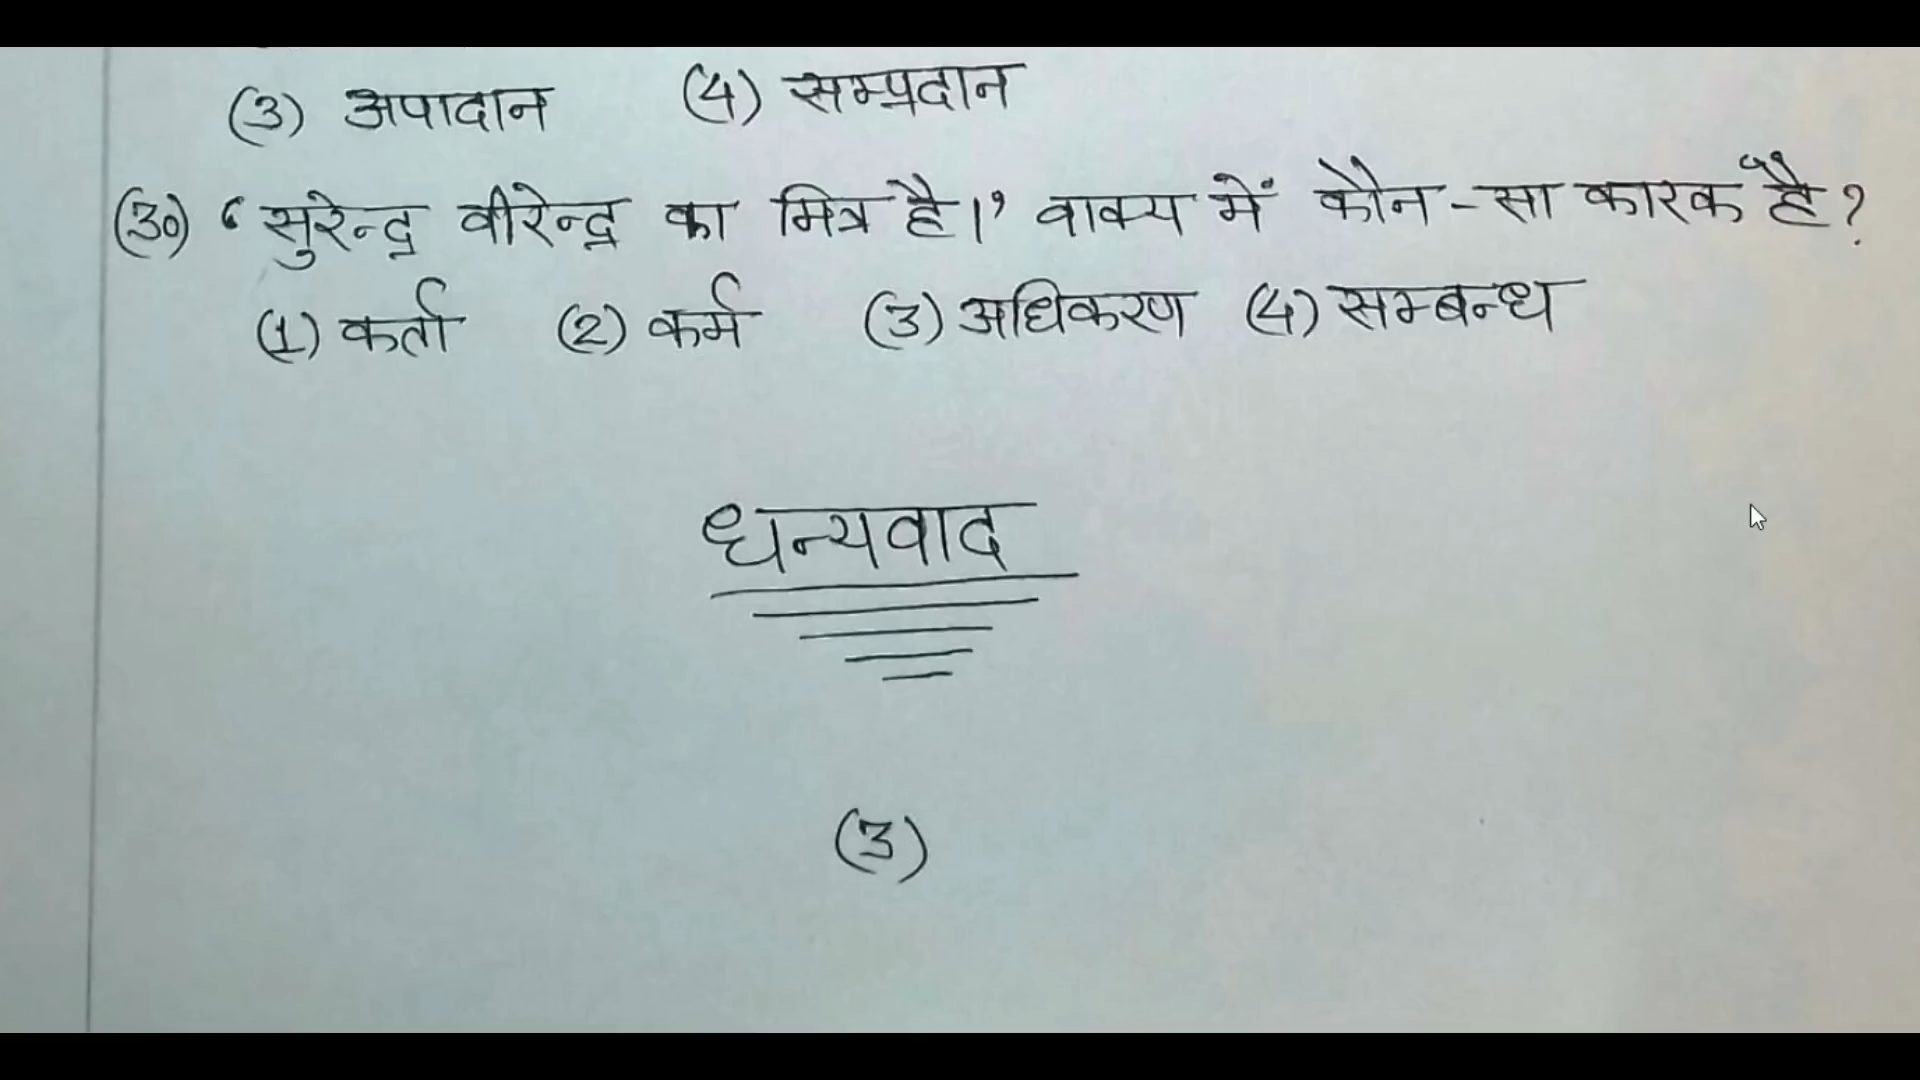 (3) अपादान (4) सम्प्रदान
(30) ‘सुरेन्द्र वीरेन्द्र का मित्र है।’ वाक्य में कौन-सा कारक है?
(1) कर्ता (2) कर्म (3) अधिकरण (4) सम्बन्ध
धन्यवाद
(3)